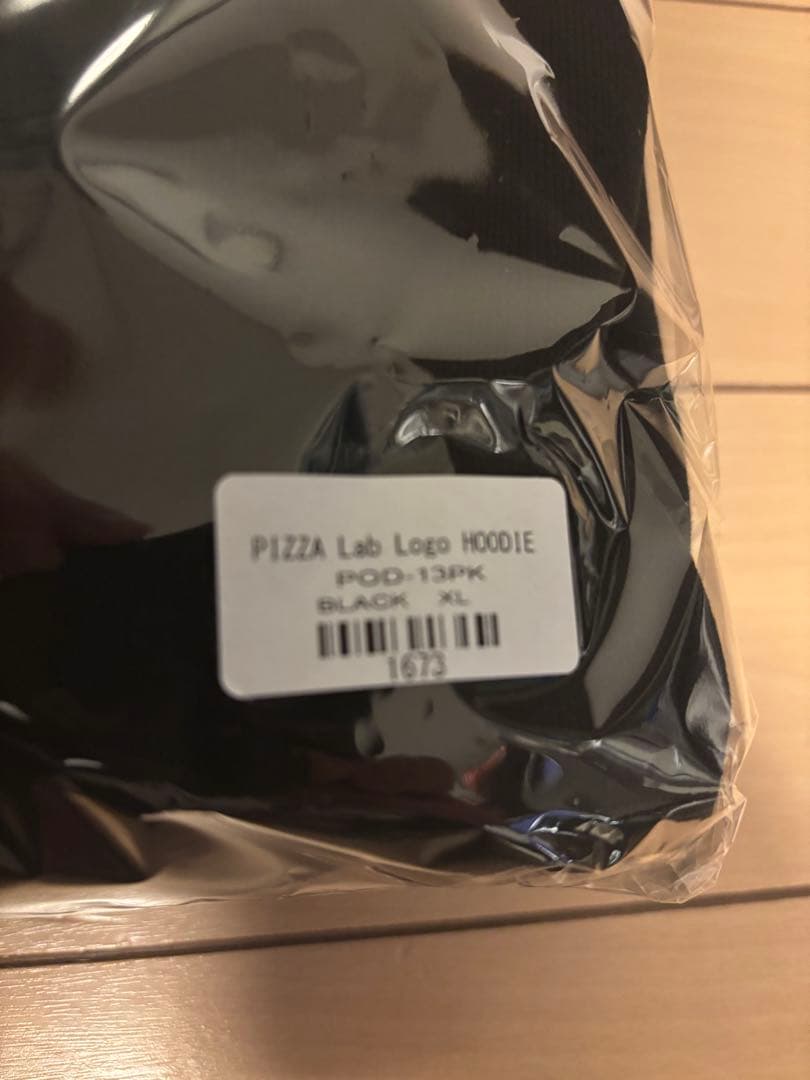 PIZZA Lab Logo HOODIE
POD-13PK
BLACK XL
1673